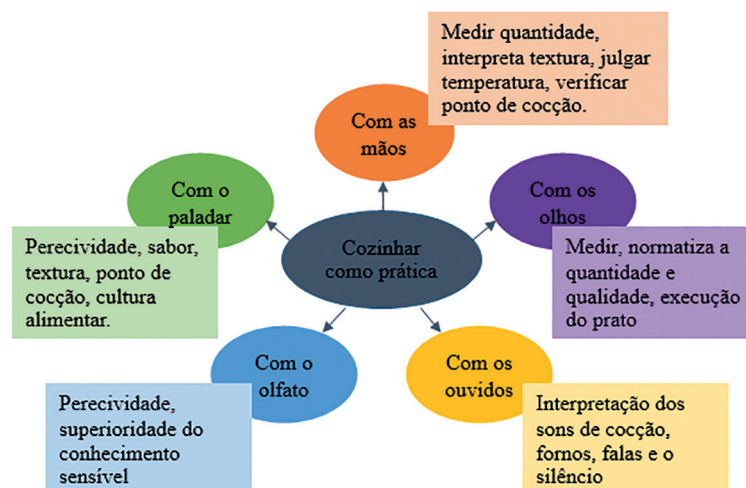 Medir quantidade,
interpreta textura, julgar
temperatura, verificar
ponto de cocção.
Com as
mãos
Com o
paladar
Com os
olhos
Cozinhar
como prática
Perecividade, sabor,
textura, ponto de
cocção, cultura
alimentar.
Medir, normatiza a
quantidade e
qualidade, execução
do prato
Com o
olfato
Com os
ouvidos
Perecividade,
superioridade do
conhecimento
sensível
Interpretação dos
sons de cocção,
fornos, falas e o
silêncio